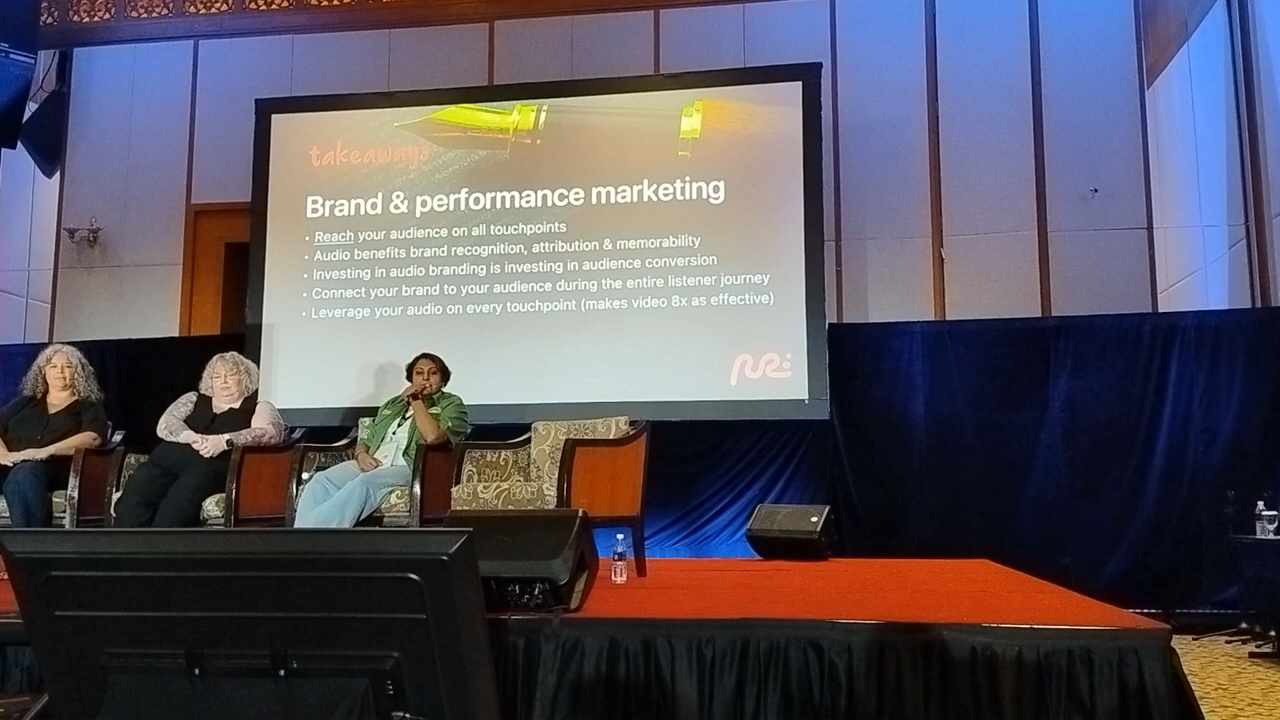 takeaways
Brand & performance marketing
• Reach your audience on all touchpoints
• Audio benefits brand recognition, attribution & memorability
• Investing in audio branding is investing in audience conversion
• Connect your brand to your audience during the entire listener journey
• Leverage your audio on every touchpoint (makes video 8x as effective)